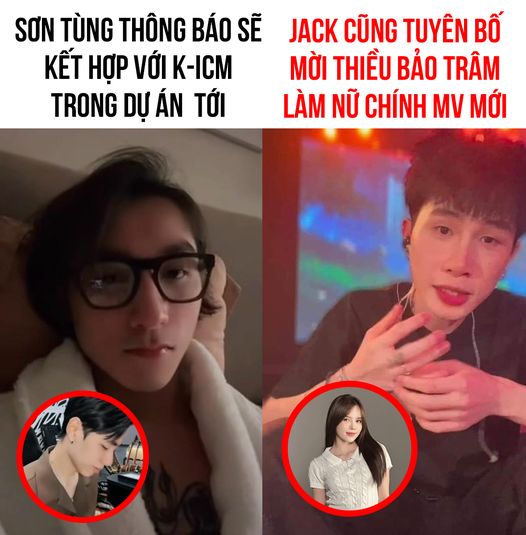 SƠN TÙNG THÔNG BÁO SẼ
KẾT HỢP VỚI K-ICM
TRONG DỰ ÁN TỚI
JACK CŨNG TUYÊN BỐ
MỜI THIỀU BẢO TRÂM
LÀM NỮ CHÍNH MV MỚI